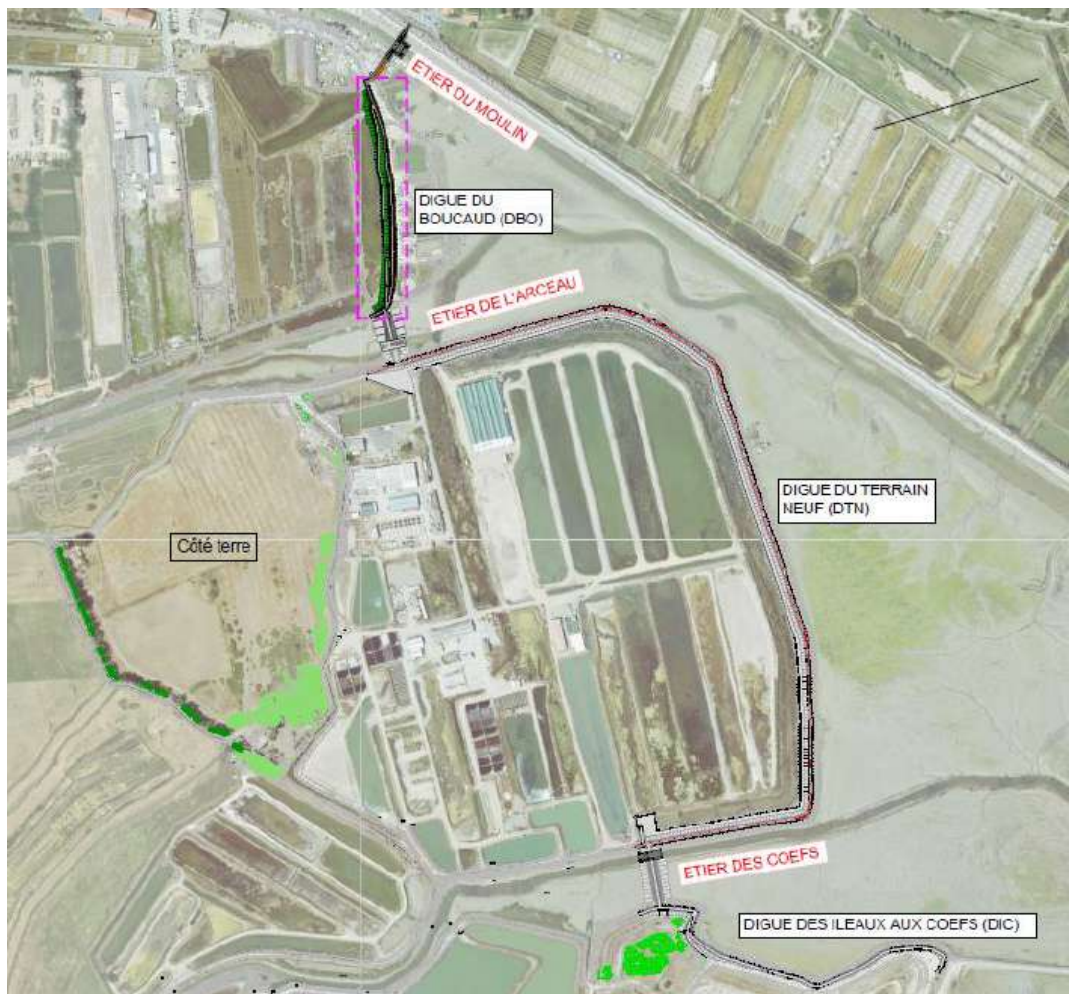 ETIER DU MOULIN
DIGUE DU
BOUCAUD (DBO)
ETIER DE L'ARCEAU
DIGUE DU TERRAIN
NEUF (DTN)
Côté terre
ETIER DES COEFS
DIGUE DES ILEAUX AUX COEFS (DIC)